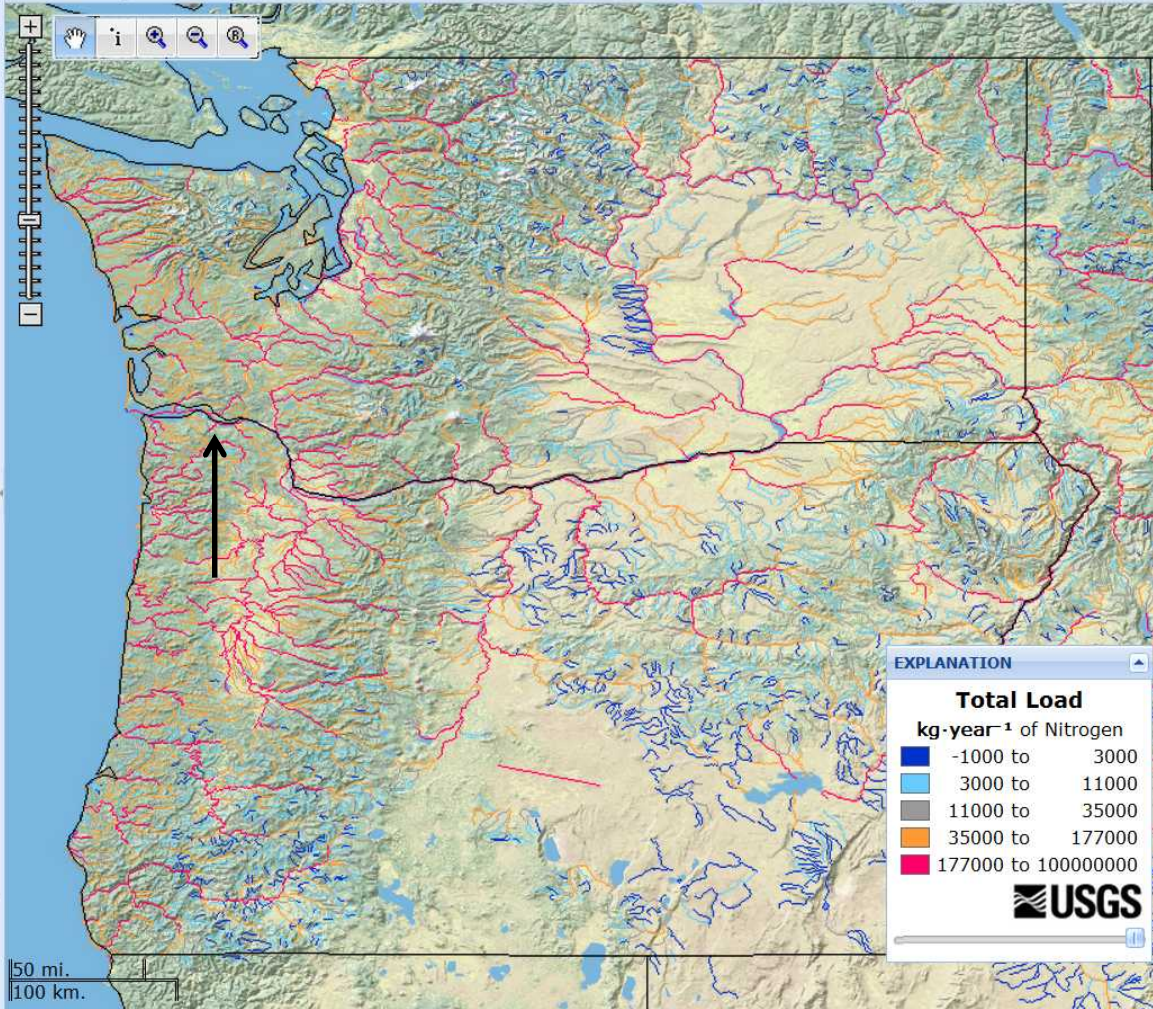 +
i
R
−
EXPLANATION
Total Load
kg·year⁻¹ of Nitrogen
-1000 to 3000
3000 to 11000
11000 to 35000
35000 to 177000
177000 to 100000000
USGS
50 mi.
100 km.